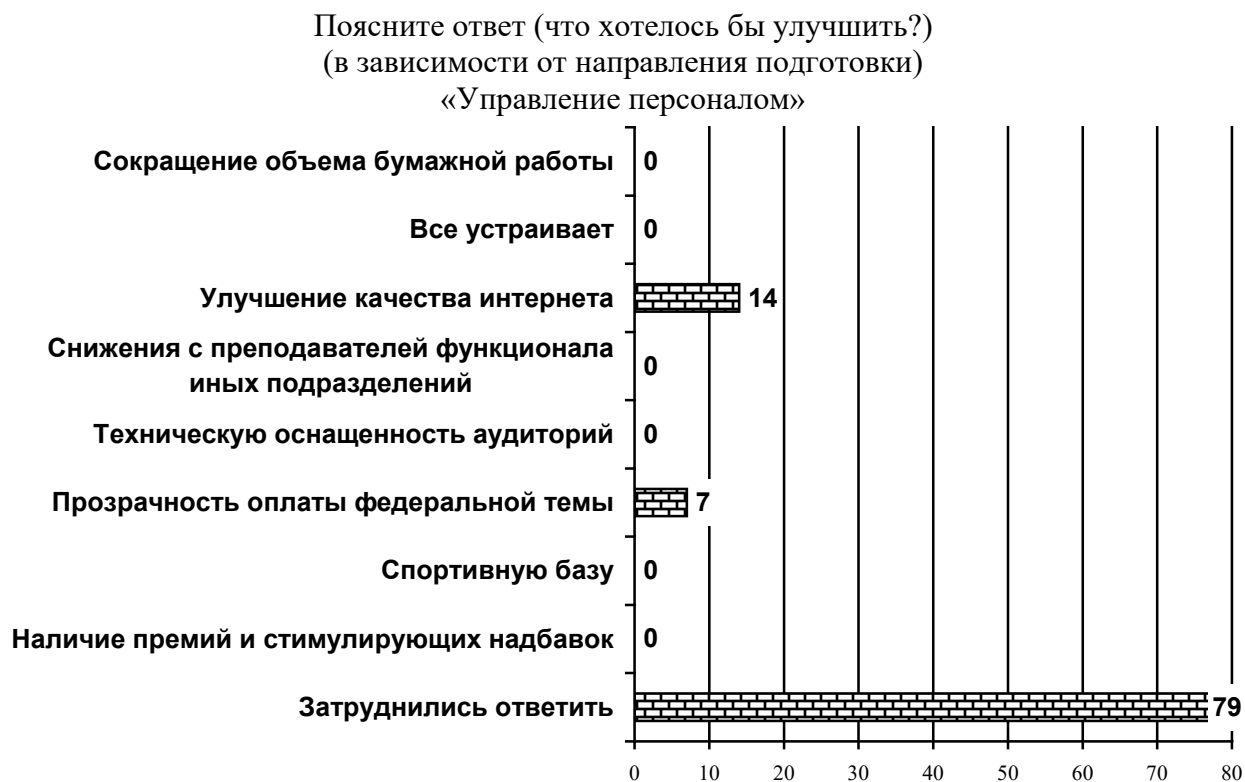 Поясните ответ (что хотелось бы улучшить?)
(в зависимости от направления подготовки)
«Управление персоналом»
Сокращение объема бумажной работы 0
Все устраивает 0
Улучшение качества интернета 14
Снижения с преподавателей функционала
иных подразделений 0
Техническую оснащенность аудиторий 0
Прозрачность оплаты федеральной темы 7
Спортивную базу 0
Наличие премий и стимулирующих надбавок 0
Затруднились ответить 79
0 10 20 30 40 50 60 70 80